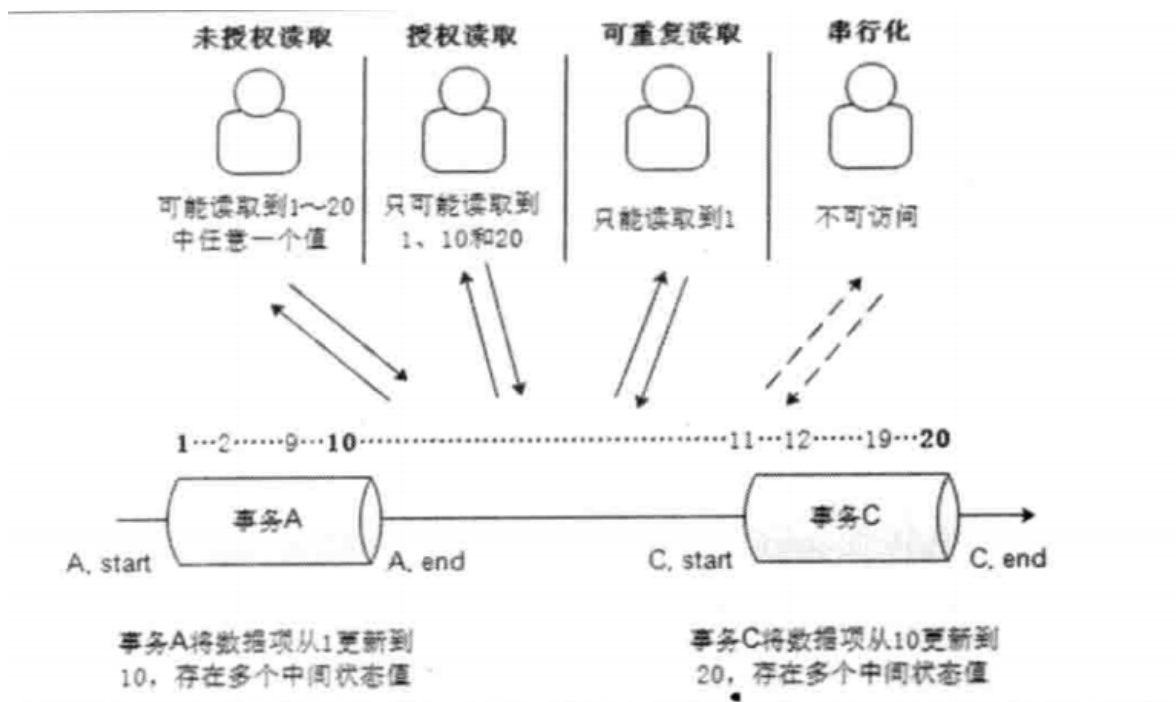 未授权读取 授权读取 可重复读取 串行化
可能读取到1～20
中任意一个值
只可能读取到
1、10和20
只能读取到1
不可访问
1…2……9…10……………………………………11…12……19…20
事务A
事务C
A, start
A, end
C, start
C, end
事务A将数据项从1更新到
10，存在多个中间状态值
事务C将数据项从10更新到
20，存在多个中间状态值